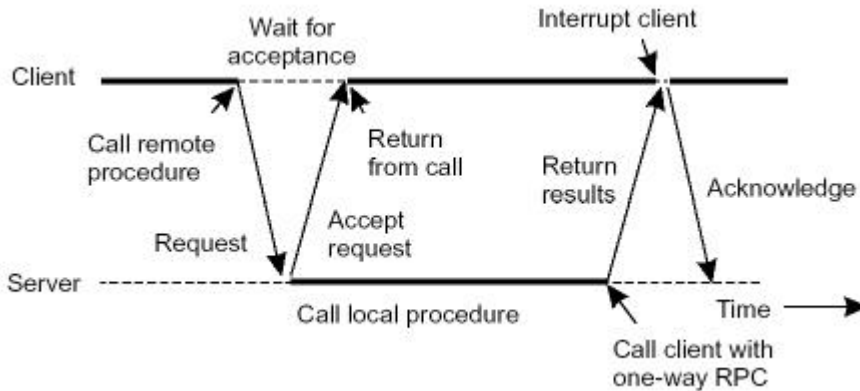 Interrupt client
Wait for
acceptance
Client
Call remote
procedure
Return
from call
Return
results
Acknowledge
Request
Accept
request
Server
Call local procedure
Time
Call client with
one-way RPC